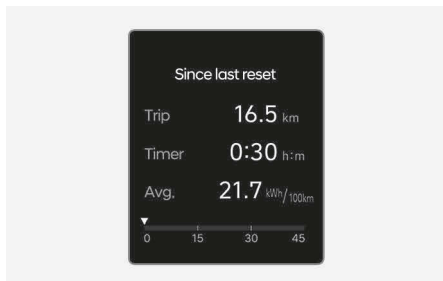 Since last reset
Trip 16.5 km
Timer 0:30 h:m
Avg. 21.7 kWh/100km
0 15 30 45